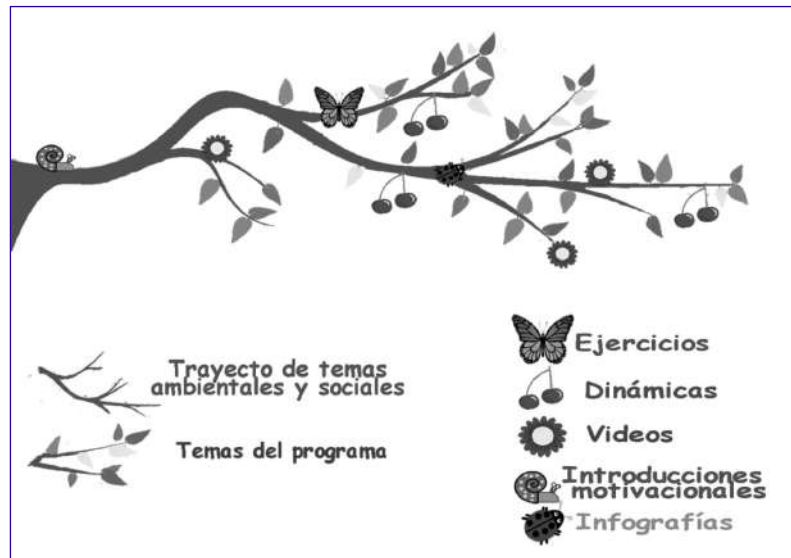 Trayecto de temas
ambientales y sociales
Temas del programa
Ejercicios
Dinámicas
Videos
Introducciones
motivacionales
Infografías